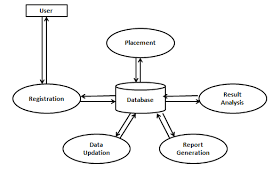 User
Placement
Registration
Database
Result
Analysis
Data
Updation
Report
Generation